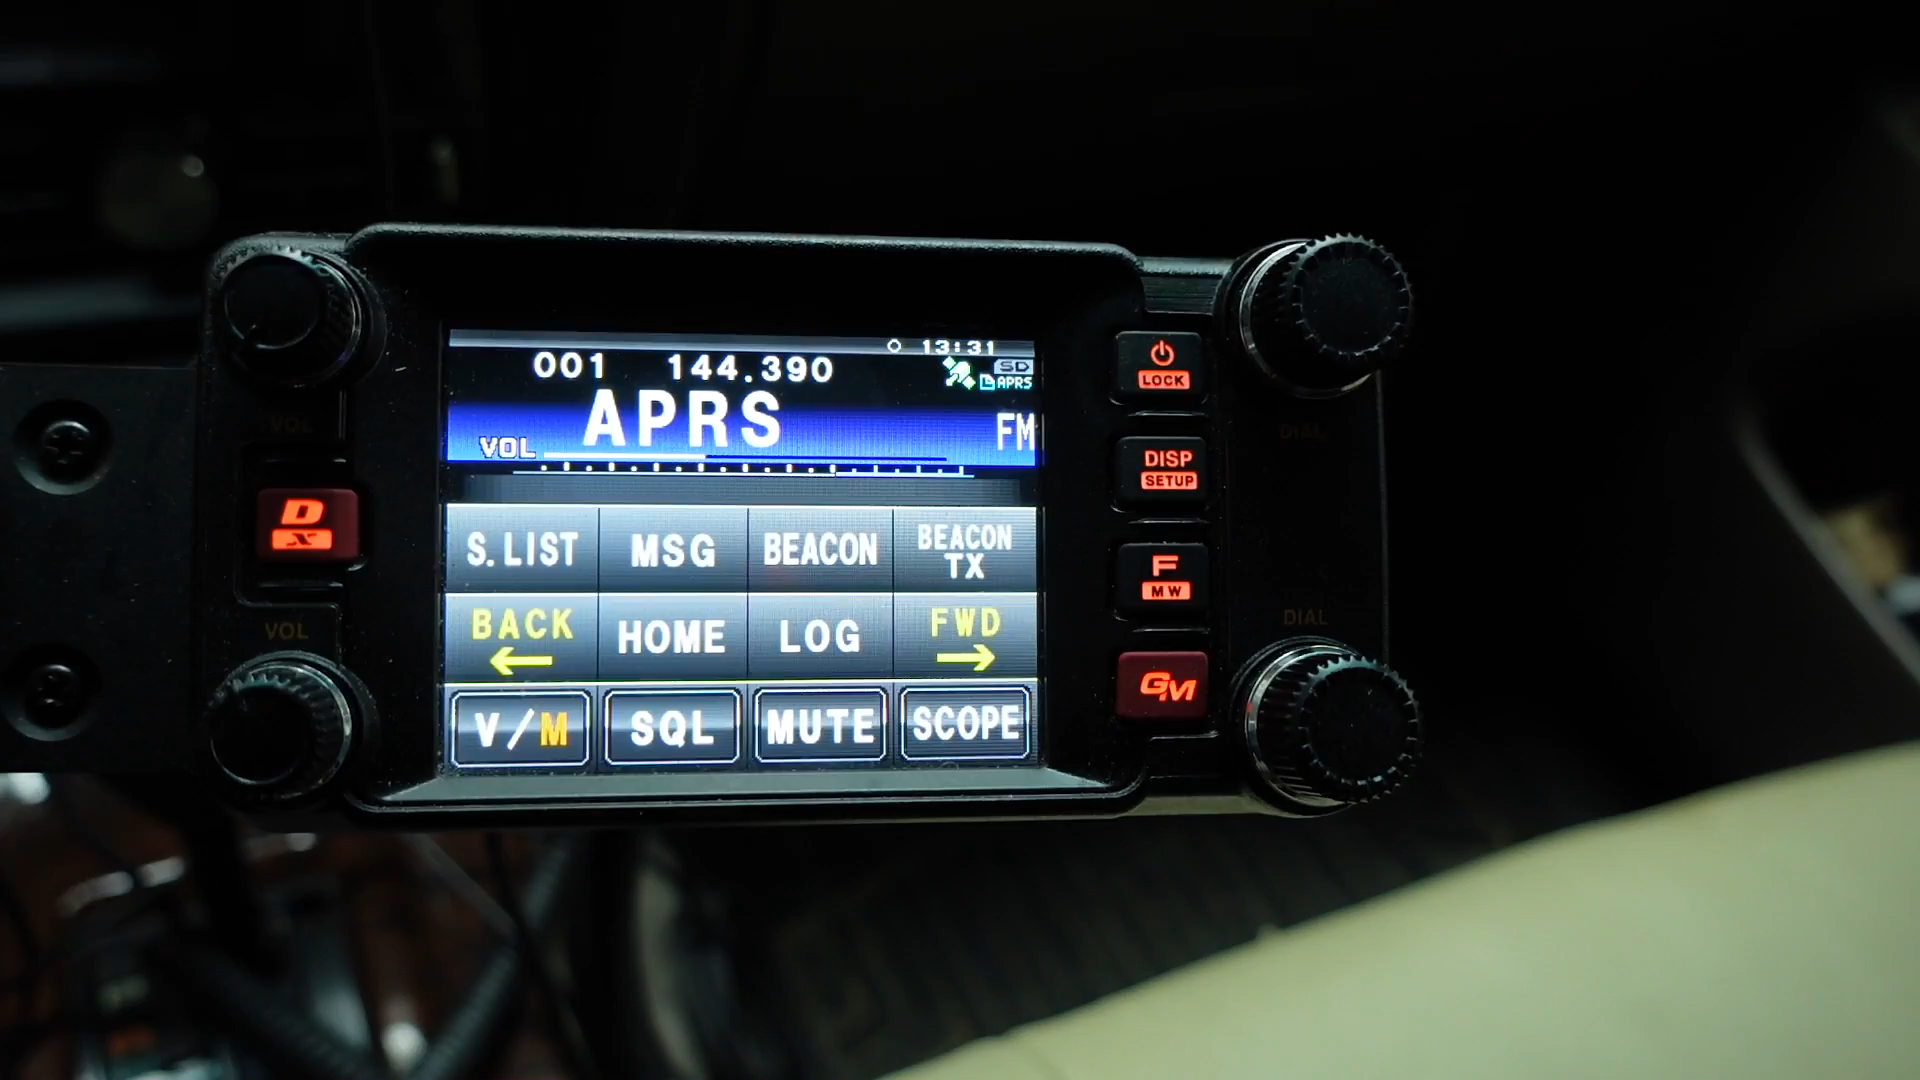 13:31
001 144.390
SD
APRS
APRS
VOL
FM
S.LIST MSG BEACON BEACON TX
BACK HOME LOG FWD
V/M SQL MUTE SCOPE
VOL
D
X
VOL
LOCK
DISP
SETUP
F
MW
GM
DIAL
DIAL